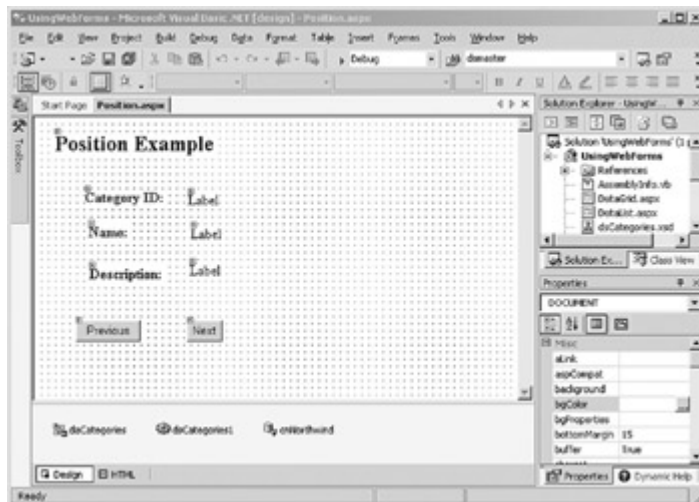 UsingWebForms - Microsoft Visual Basic .NET [design] - Position.aspx
File Edit View Project Build Debug Data Format Table Insert Frames Tools Window Help
Debug
dsmaster
Start Page Position.aspx
Toolbox
Position Example
Category ID: Label
Name: Label
Description: Label
Previous Next
daCategories dsCategories1 cnNorthwind
Design HTML
Ready
Solution Explorer - UsingW...
Solution 'UsingWebForms' (1
UsingWebForms
References
AssemblyInfo.vb
DataGrid.aspx
DataList.aspx
dsCategories.xsd
Solution Ex... Class View
Properties
DOCUMENT
Misc
aLink
aspCompat
background
bgColor
bgProperties
bottomMargin 15
buffer True
Properties Dynamic Help